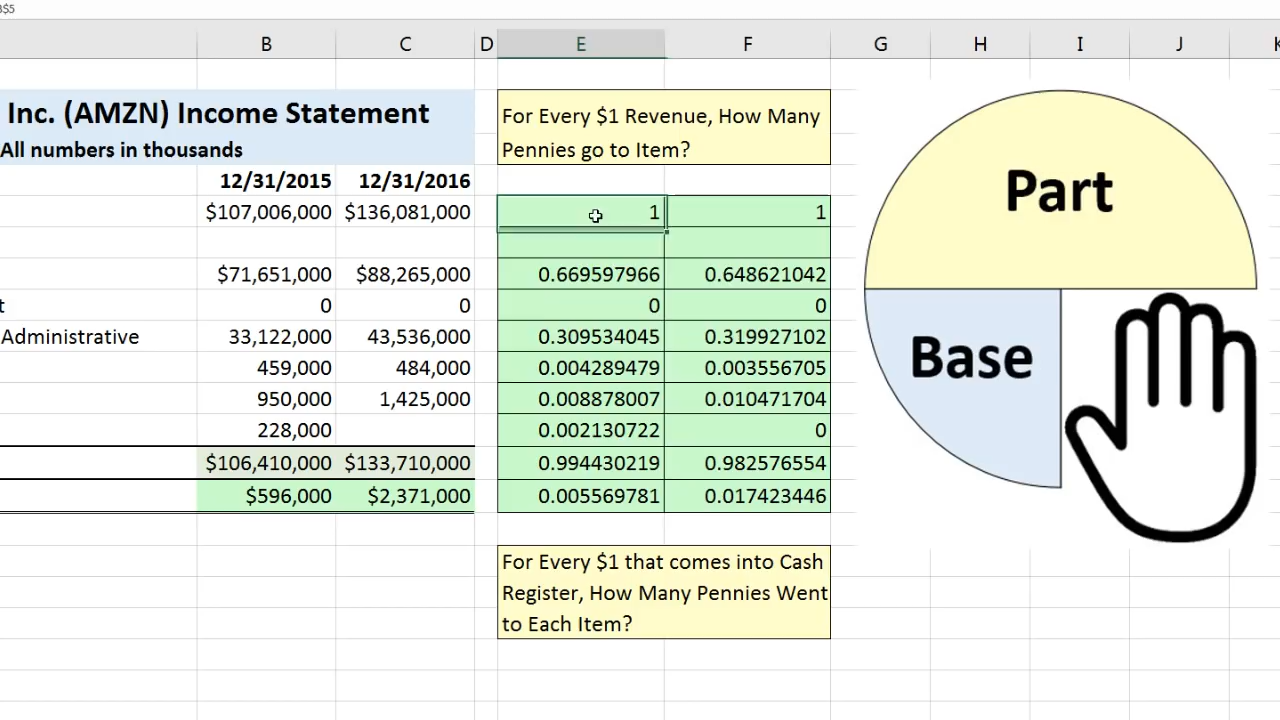 $5
B C D E F G H I J K
Inc. (AMZN) Income Statement
All numbers in thousands
For Every $1 Revenue, How Many
Pennies go to Item?
12/31/2015 12/31/2016
$107,006,000 $136,081,000 1 1
$71,651,000 $88,265,000 0.669597966 0.648621042
t 0 0 0 0
Administrative 33,122,000 43,536,000 0.309534045 0.319927102
459,000 484,000 0.004289479 0.003556705
950,000 1,425,000 0.008878007 0.010471704
228,000 0.002130722 0
$106,410,000 $133,710,000 0.994430219 0.982576554
$596,000 $2,371,000 0.005569781 0.017423446
For Every $1 that comes into Cash
Register, How Many Pennies Went
to Each Item?
Part
Base